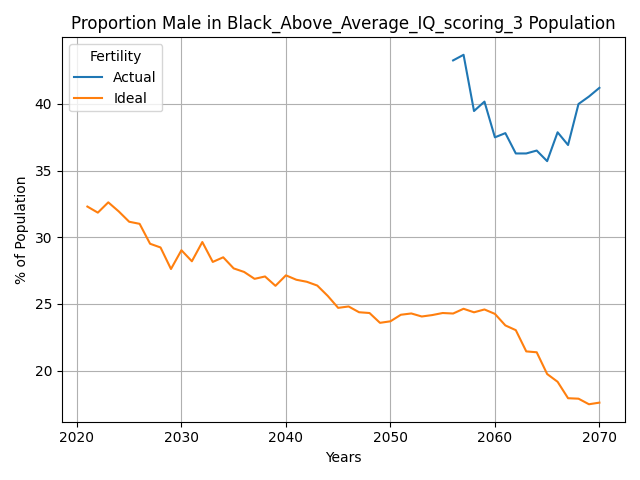 Proportion Male in Black_Above_Average_IQ_scoring_3 Population
Fertility
Actual
Ideal
% of Population
40
35
30
25
20
2020 2030 2040 2050 2060 2070
Years